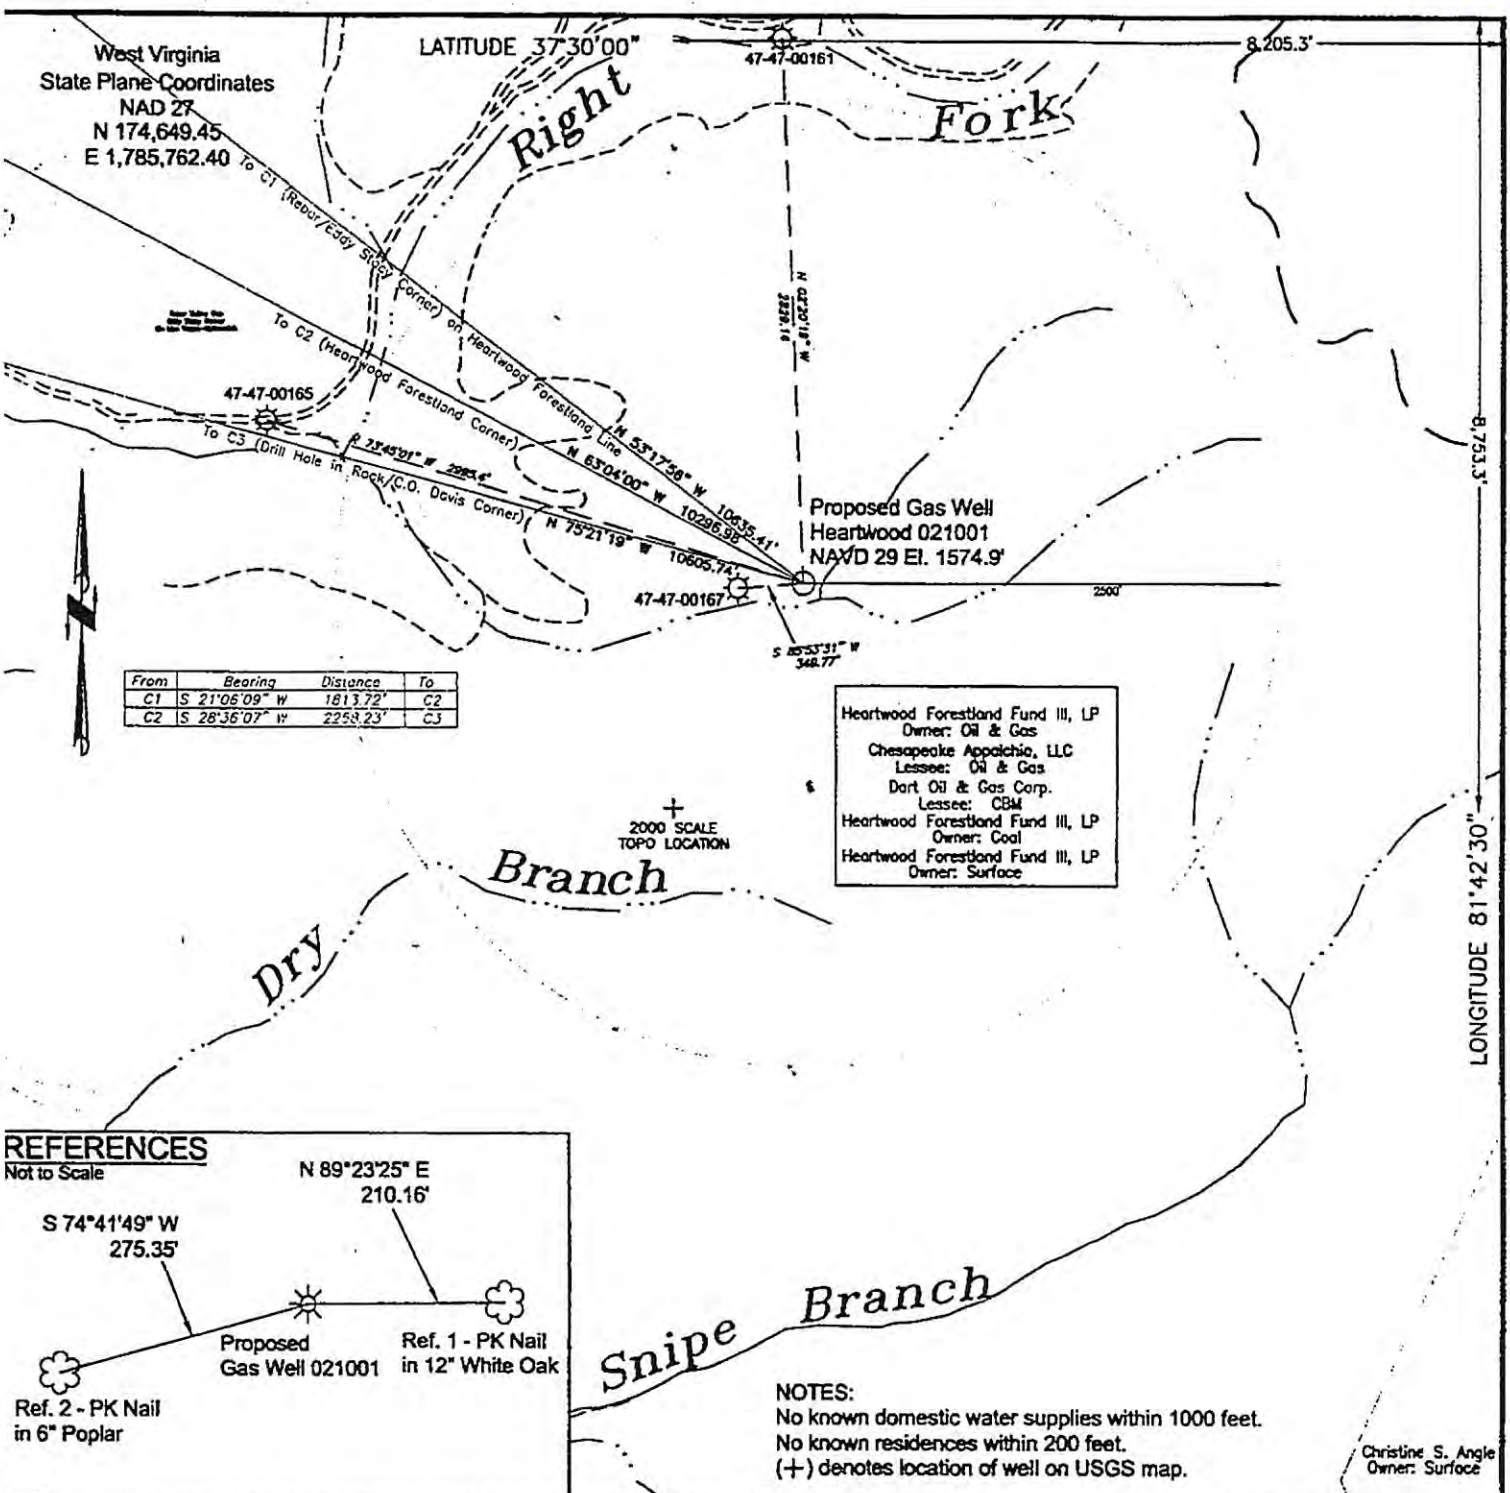 West Virginia
State Plane Coordinates
NAD 27
N 174,649.45
E 1,785,762.40
LATITUDE 37°30'00"
47-47-00161
8,205.3'
Right
Fork
To C1 (Rebar/Eddy Stacy Corner) on Heartwood Forestland Line
N 53°17'58" W 10635.41'
To C2 (Heartwood Forestland Corner)
N 63°04'00" W 10296.98'
47-47-00165
To C3 (Drill Hole in Rock/C.O. Davis Corner)
N 75°21'19" W 10605.74'
8,753.3'
Proposed Gas Well
Heartwood 021001
NAVD 29 El. 1574.9'
47-47-00167
2500'
348.77'
From Bearing Distance To
C1 S 21°06'09" W 1813.72' C2
C2 S 28°36'07" W 2258.23' C3
Heartwood Forestland Fund III, LP
Owner: Oil & Gas
Chesapeake Appalchia, LLC
Lessee: Oil & Gas
Dart Oil & Gas Corp.
Lessee: CBM
Heartwood Forestland Fund III, LP
Owner: Coal
Heartwood Forestland Fund III, LP
Owner: Surface
+
2000 SCALE
TOPO LOCATION
Dry
Branch
LONGITUDE 81°42'30"
REFERENCES
Not to Scale
N 89°23'25" E
210.16'
S 74°41'49" W
275.35'
Proposed
Gas Well 021001
Ref. 1 - PK Nail
in 12" White Oak
Ref. 2 - PK Nail
in 6" Poplar
Snipe
Branch
NOTES:
No known domestic water supplies within 1000 feet.
No known residences within 200 feet.
(+) denotes location of well on USGS map.
Christine S. Angle
Owner: Surface